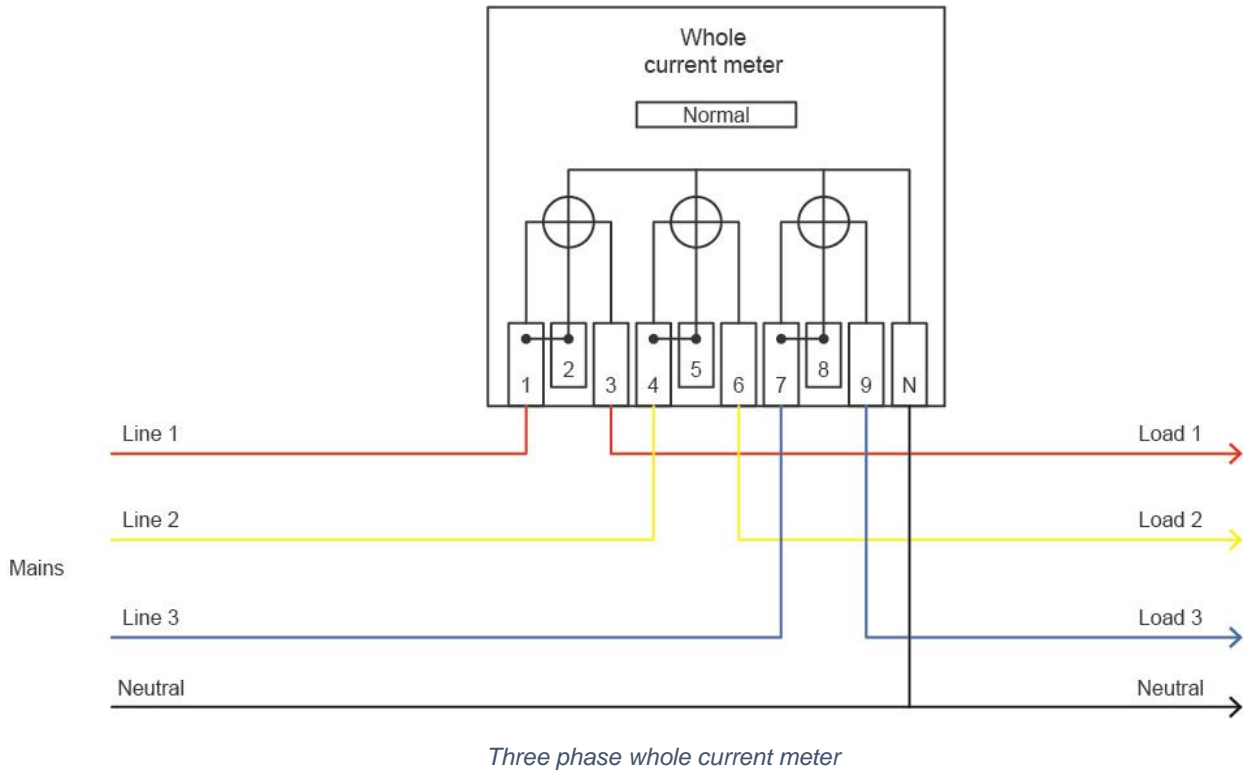 Whole
current meter
Normal
1 2 3 4 5 6 7 8 9 N
Line 1 Load 1
Line 2 Load 2
Mains
Line 3 Load 3
Neutral Neutral
Three phase whole current meter